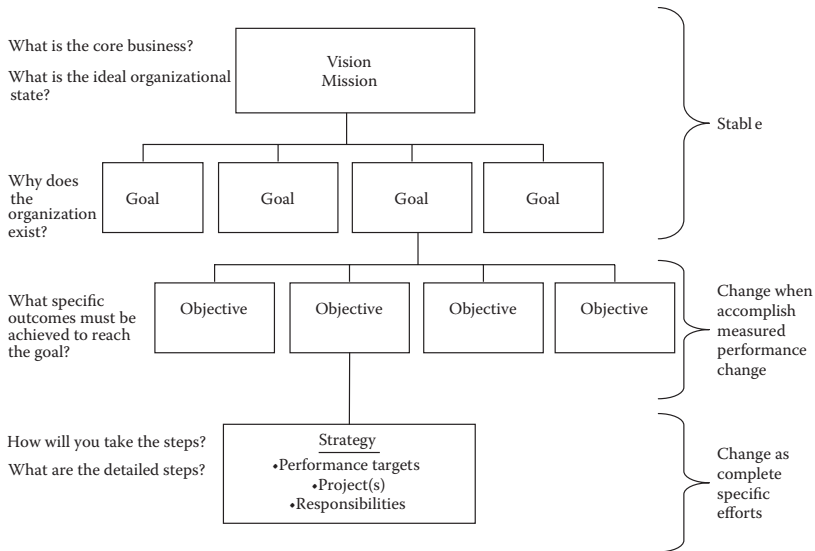 What is the core business?
What is the ideal organizational
state?
Vision
Mission
Stable
Why does
the
organization
exist?
Goal
Goal
Goal
Goal
What specific
outcomes must be
achieved to reach
the goal?
Objective
Objective
Objective
Objective
Change when
accomplish
measured
performance
change
How will you take the steps?
What are the detailed steps?
Strategy
•Performance targets
•Project(s)
•Responsibilities
Change as
complete
specific
efforts